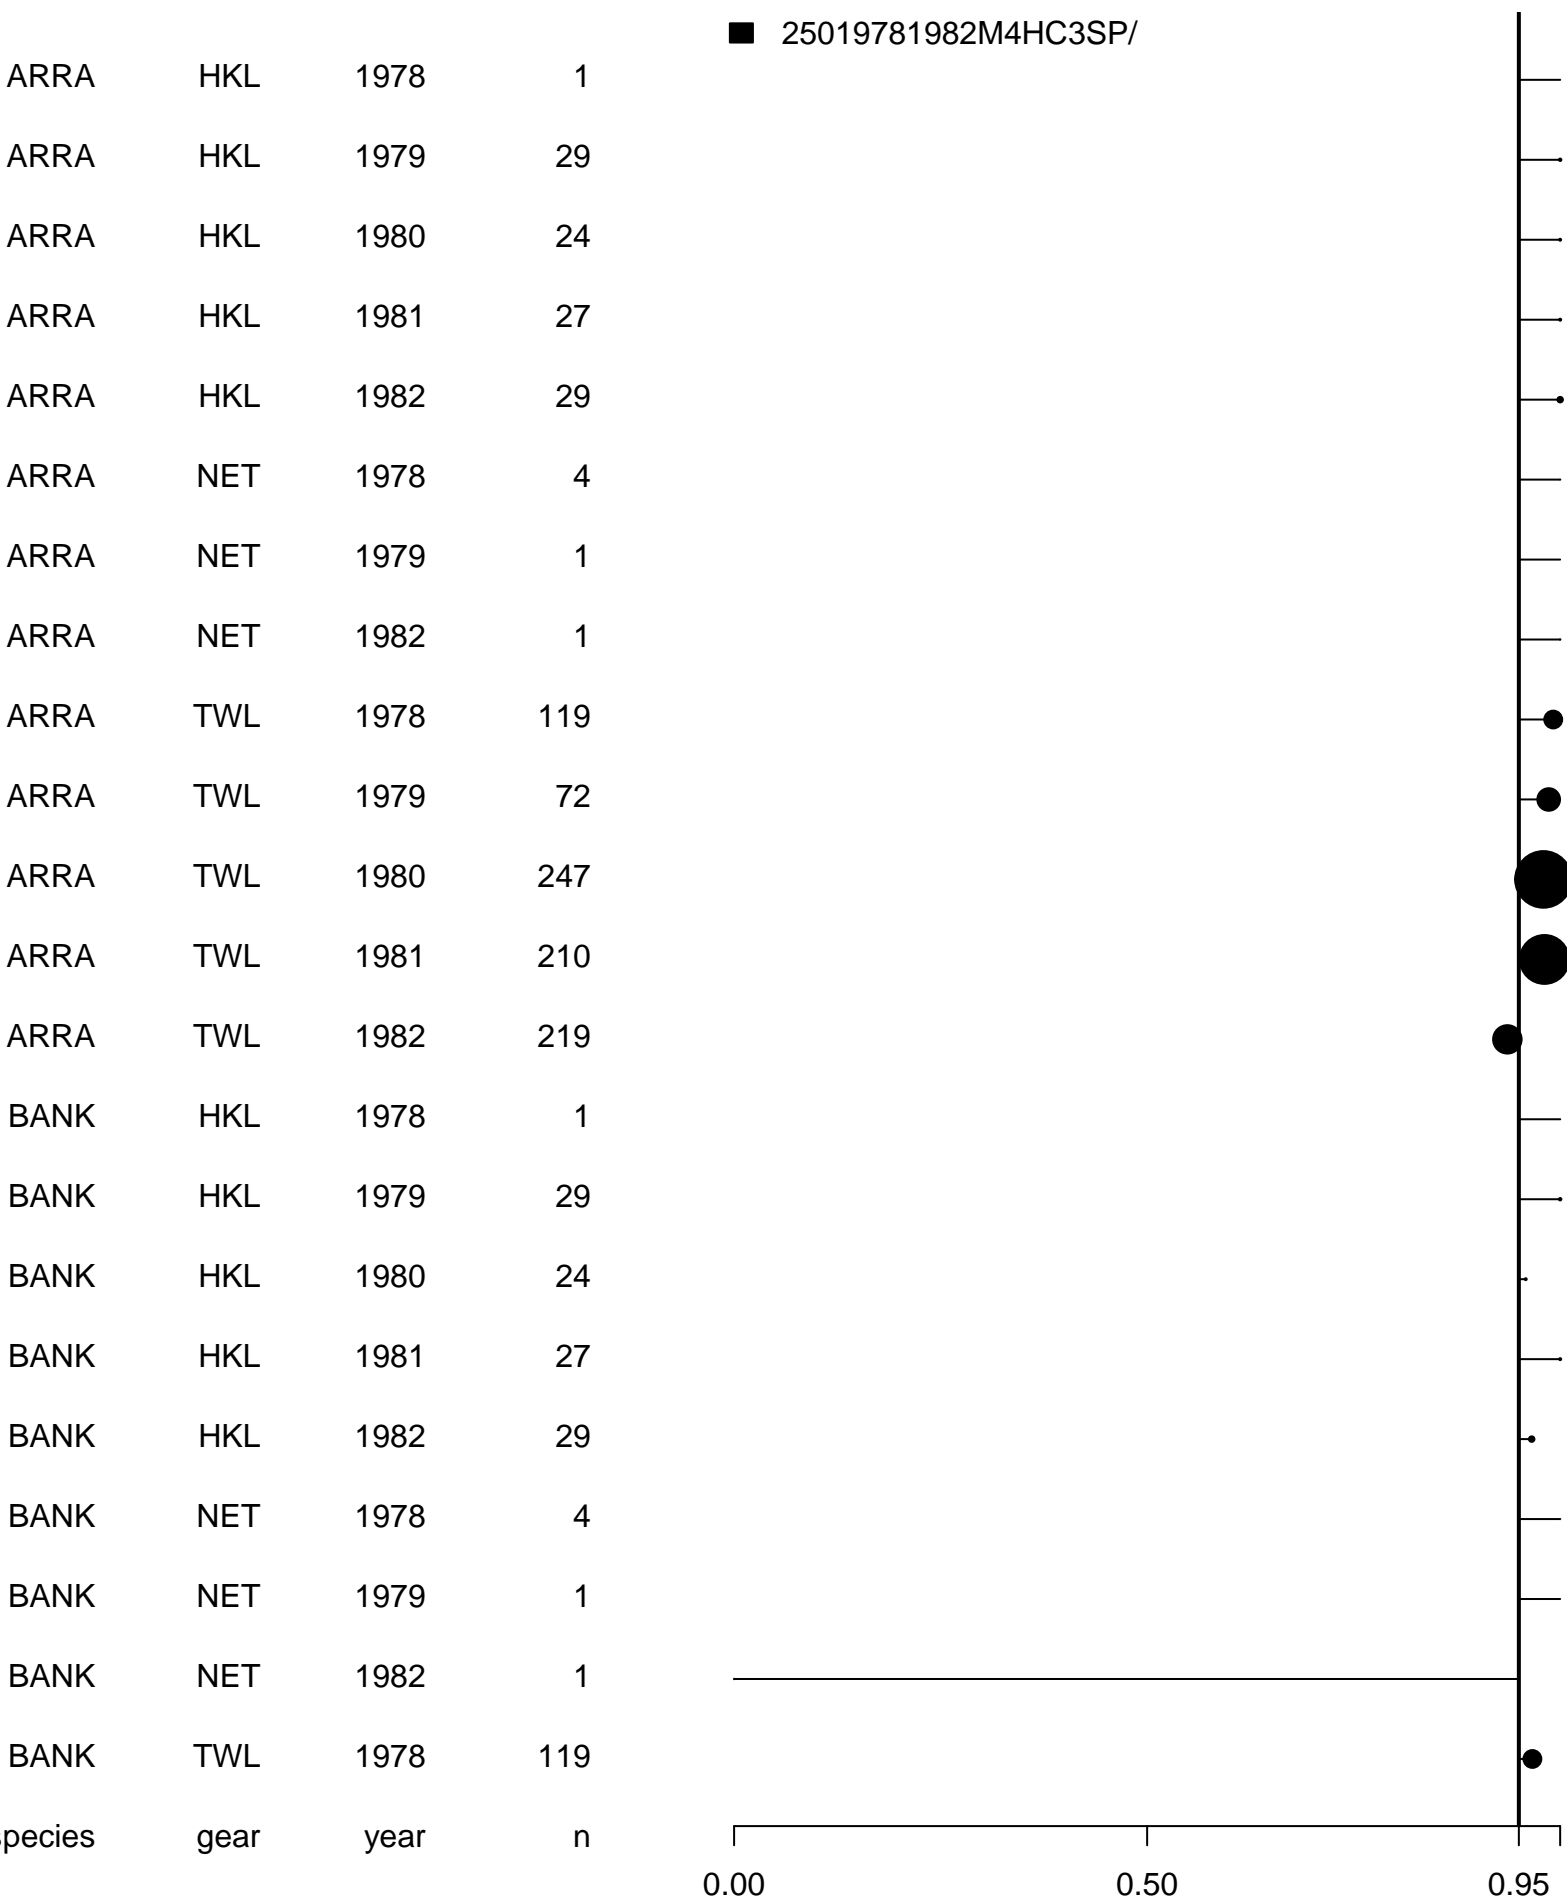 25019781982M4HC3SP/
ARRA HKL 1978 1
ARRA HKL 1979 29
ARRA HKL 1980 24
ARRA HKL 1981 27
ARRA HKL 1982 29
ARRA NET 1978 4
ARRA NET 1979 1
ARRA NET 1982 1
ARRA TWL 1978 119
ARRA TWL 1979 72
ARRA TWL 1980 247
ARRA TWL 1981 210
ARRA TWL 1982 219
BANK HKL 1978 1
BANK HKL 1979 29
BANK HKL 1980 24
BANK HKL 1981 27
BANK HKL 1982 29
BANK NET 1978 4
BANK NET 1979 1
BANK NET 1982 1
BANK TWL 1978 119
pecies gear year n
0.00 0.50 0.95